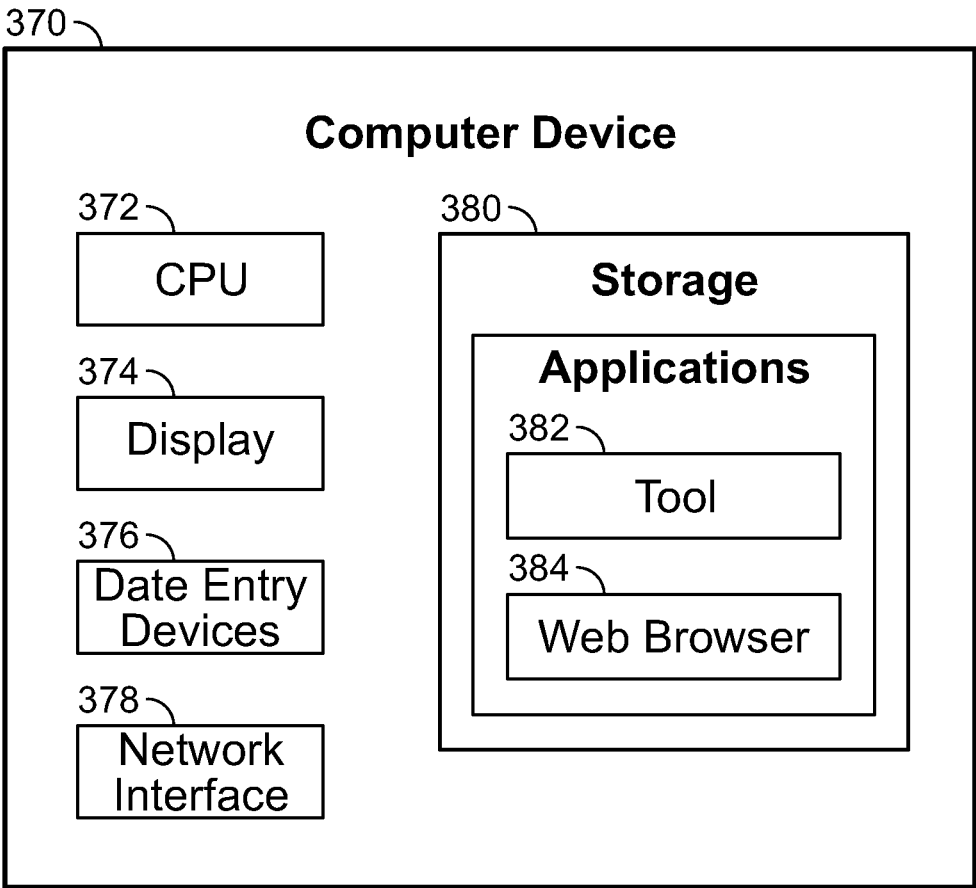 370
Computer Device
372
CPU
374
Display
376
Date Entry
Devices
378
Network
Interface
380
Storage
Applications
382
Tool
384
Web Browser